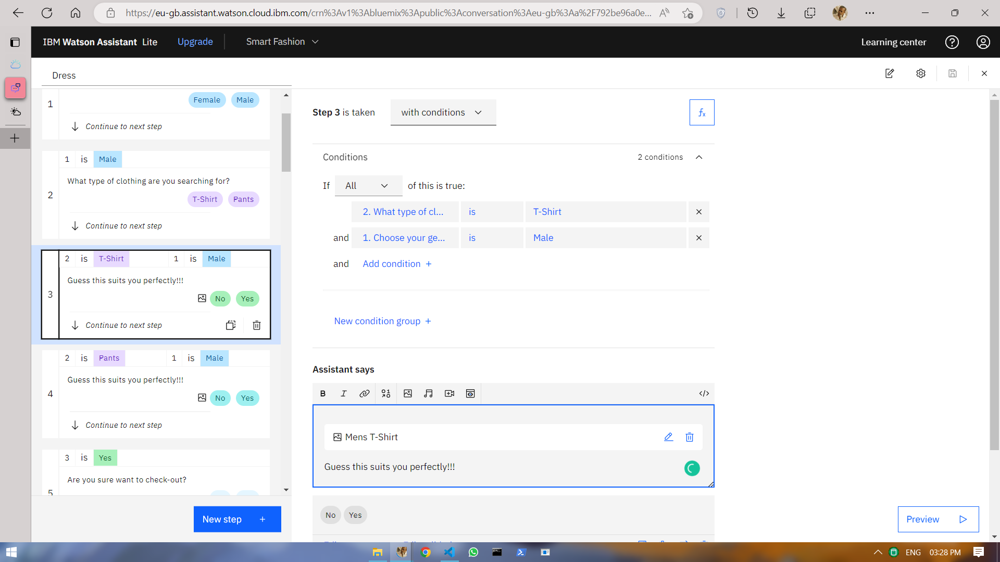 https://eu-gb.assistant.watson.cloud.ibm.com/crn%3Av1%3Abluemix%3Apublic%3Aconversation%3Aeu-gb%3Aa%2F792be96a0e...
IBM Watson Assistant Lite
Upgrade
Smart Fashion
Learning center
Dress
1
Female
Male
Continue to next step
1 is Male
2
What type of clothing are you searching for?
T-Shirt
Pants
Continue to next step
2 is T-Shirt 1 is Male
3
Guess this suits you perfectly!!!
No
Yes
Continue to next step
2 is Pants 1 is Male
4
Guess this suits you perfectly!!!
No
Yes
Continue to next step
3 is Yes
5
Are you sure want to check-out?
New step +
Step 3 is taken
with conditions
fx
Conditions
2 conditions
If All of this is true:
2. What type of cl... is T-Shirt
and 1. Choose your ge... is Male
and Add condition +
New condition group +
Assistant says
B I
Mens T-Shirt
Guess this suits you perfectly!!!
No Yes
Preview
ENG 03:28 PM